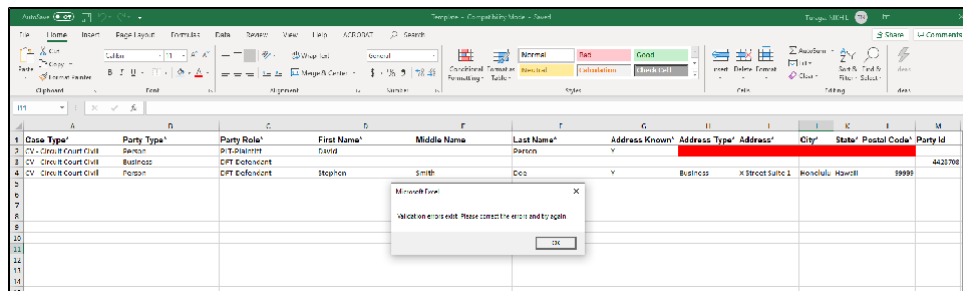 AutoSave Off Template - Compatibility Mode - Saved
File Home Insert Page Layout Formulas Data Review View Help ACROBAT Search Share Comments
Cut Calibri 11 Wrap Text General Normal Bad Good AutoSum
Paste Copy Conditional Formatting Format as Table Insert Delete Format Fill Sort & Filter Find & Select Ideas
Format Painter B I U Merge & Center $ % Neutral Calculation Check Cell Clear
Clipboard Font Alignment Number Styles Cells Editing Ideas
A B C D E F G H I J K L M
1 Case Type* Party Type* Party Role* First Name* Middle Name Last Name* Address Known* Address Type* Address* City* State* Postal Code* Party Id
2 CV - Circuit Court Civil Person PLT-Plaintiff David Person Y
3 CV - Circuit Court Civil Business DFT Defendant 4428708
4 CV - Circuit Court Civil Person DFT Defendant Stephen Smith Doe Y Business X Street Suite 1 Honolulu Hawaii 99999
5
6
7
8
9
10
11
12
13
14
Microsoft Excel
Validation errors exist. Please correct the errors and try again
OK